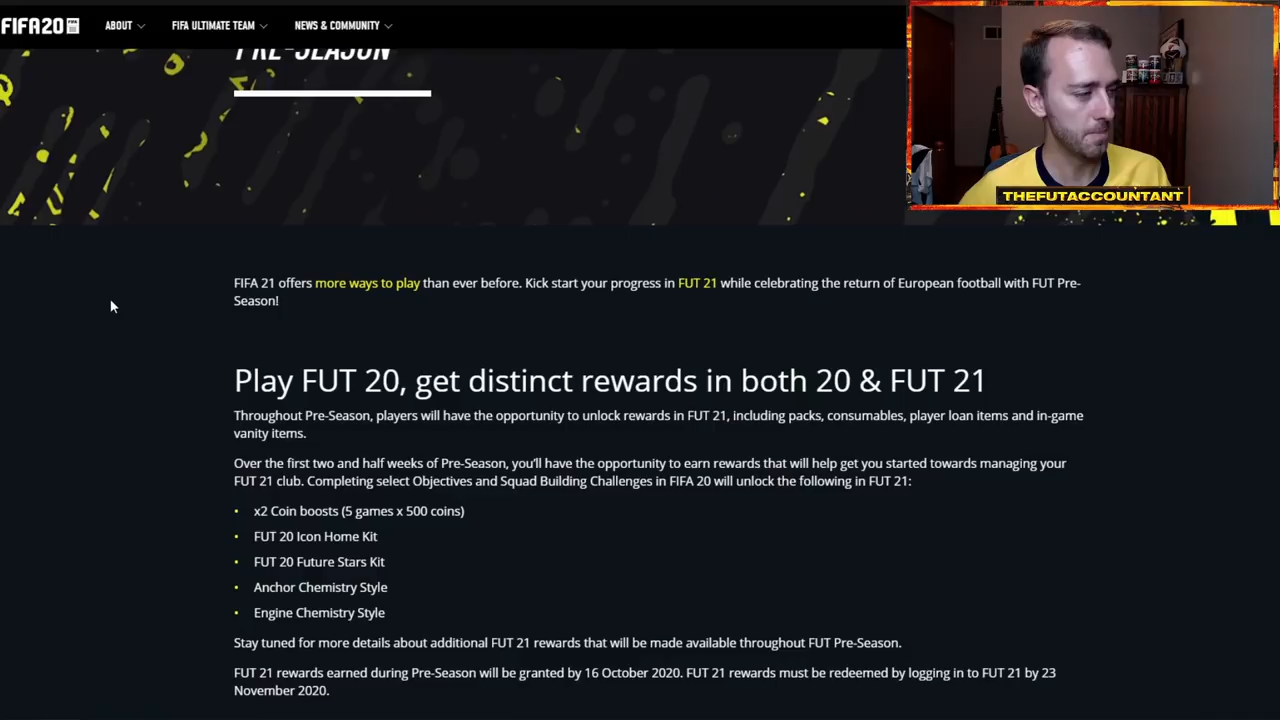 FIFA20
ABOUT
FIFA ULTIMATE TEAM
NEWS & COMMUNITY
PRE-SEASON
THEFUTACCOUNTANT
FIFA 21 offers more ways to play than ever before. Kick start your progress in FUT 21 while celebrating the return of European football with FUT Pre-
Season!
Play FUT 20, get distinct rewards in both 20 & FUT 21
Throughout Pre-Season, players will have the opportunity to unlock rewards in FUT 21, including packs, consumables, player loan items and in-game
vanity items.
Over the first two and half weeks of Pre-Season, you'll have the opportunity to earn rewards that will help get you started towards managing your
FUT 21 club. Completing select Objectives and Squad Building Challenges in FIFA 20 will unlock the following in FUT 21:
• x2 Coin boosts (5 games x 500 coins)
• FUT 20 Icon Home Kit
• FUT 20 Future Stars Kit
• Anchor Chemistry Style
• Engine Chemistry Style
Stay tuned for more details about additional FUT 21 rewards that will be made available throughout FUT Pre-Season.
FUT 21 rewards earned during Pre-Season will be granted by 16 October 2020. FUT 21 rewards must be redeemed by logging in to FUT 21 by 23
November 2020.